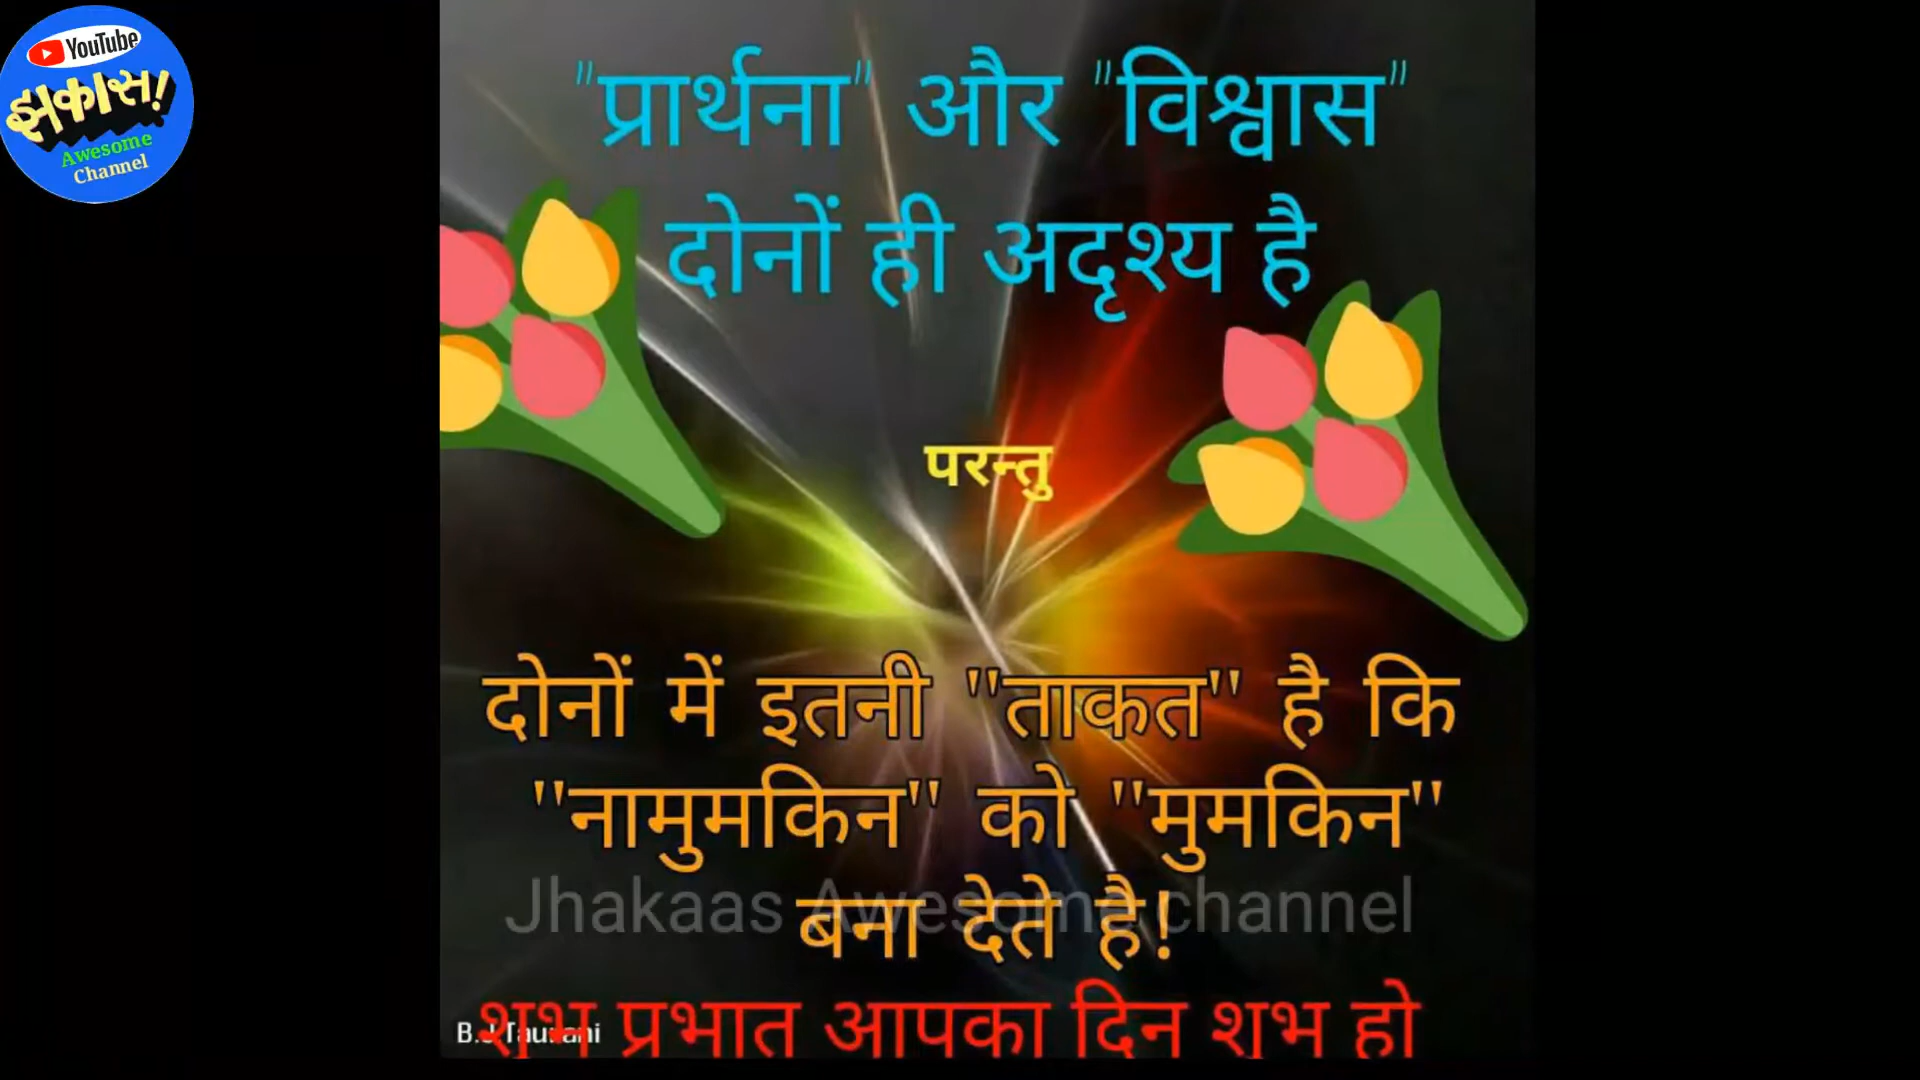 YouTube
झकास!
Awesome
Channel
"प्रार्थना" और "विश्वास"
दोनों ही अदृश्य है
परन्तु
दोनों में इतनी "ताकत" है कि
"नामुमकिन" को "मुमकिन"
Jhakaas Awesome channel
बना देते है!
शुभ प्रभात आपका दिन शुभ हो